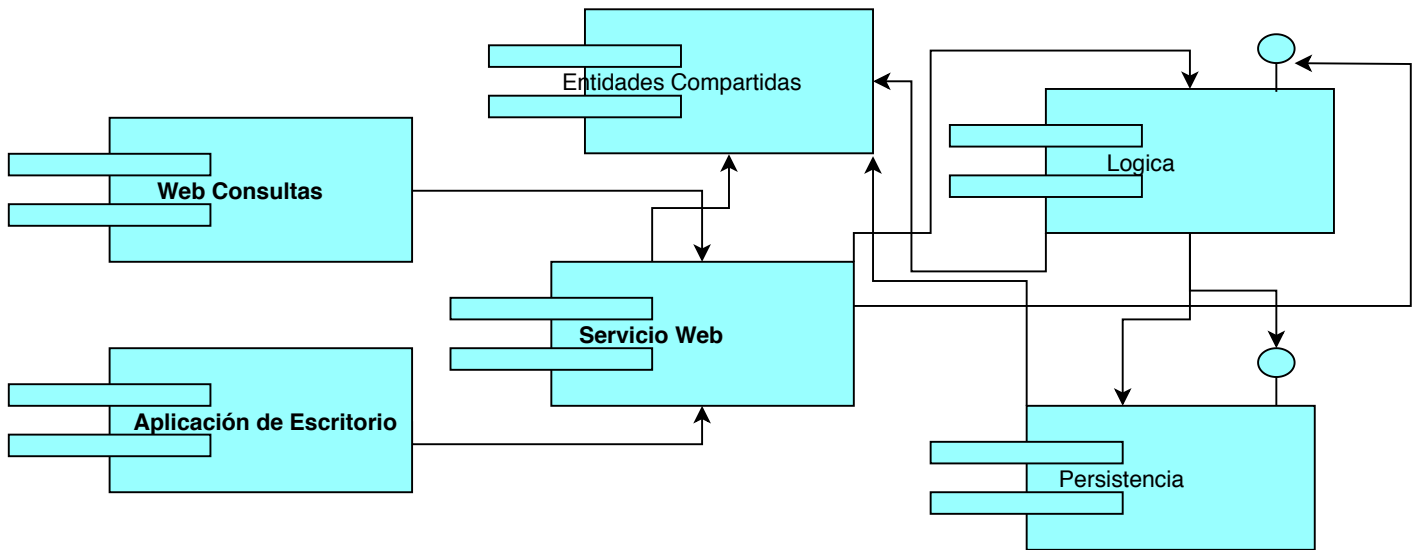 Entidades Compartidas
Logica
Web Consultas
Servicio Web
Aplicación de Escritorio
Persistencia